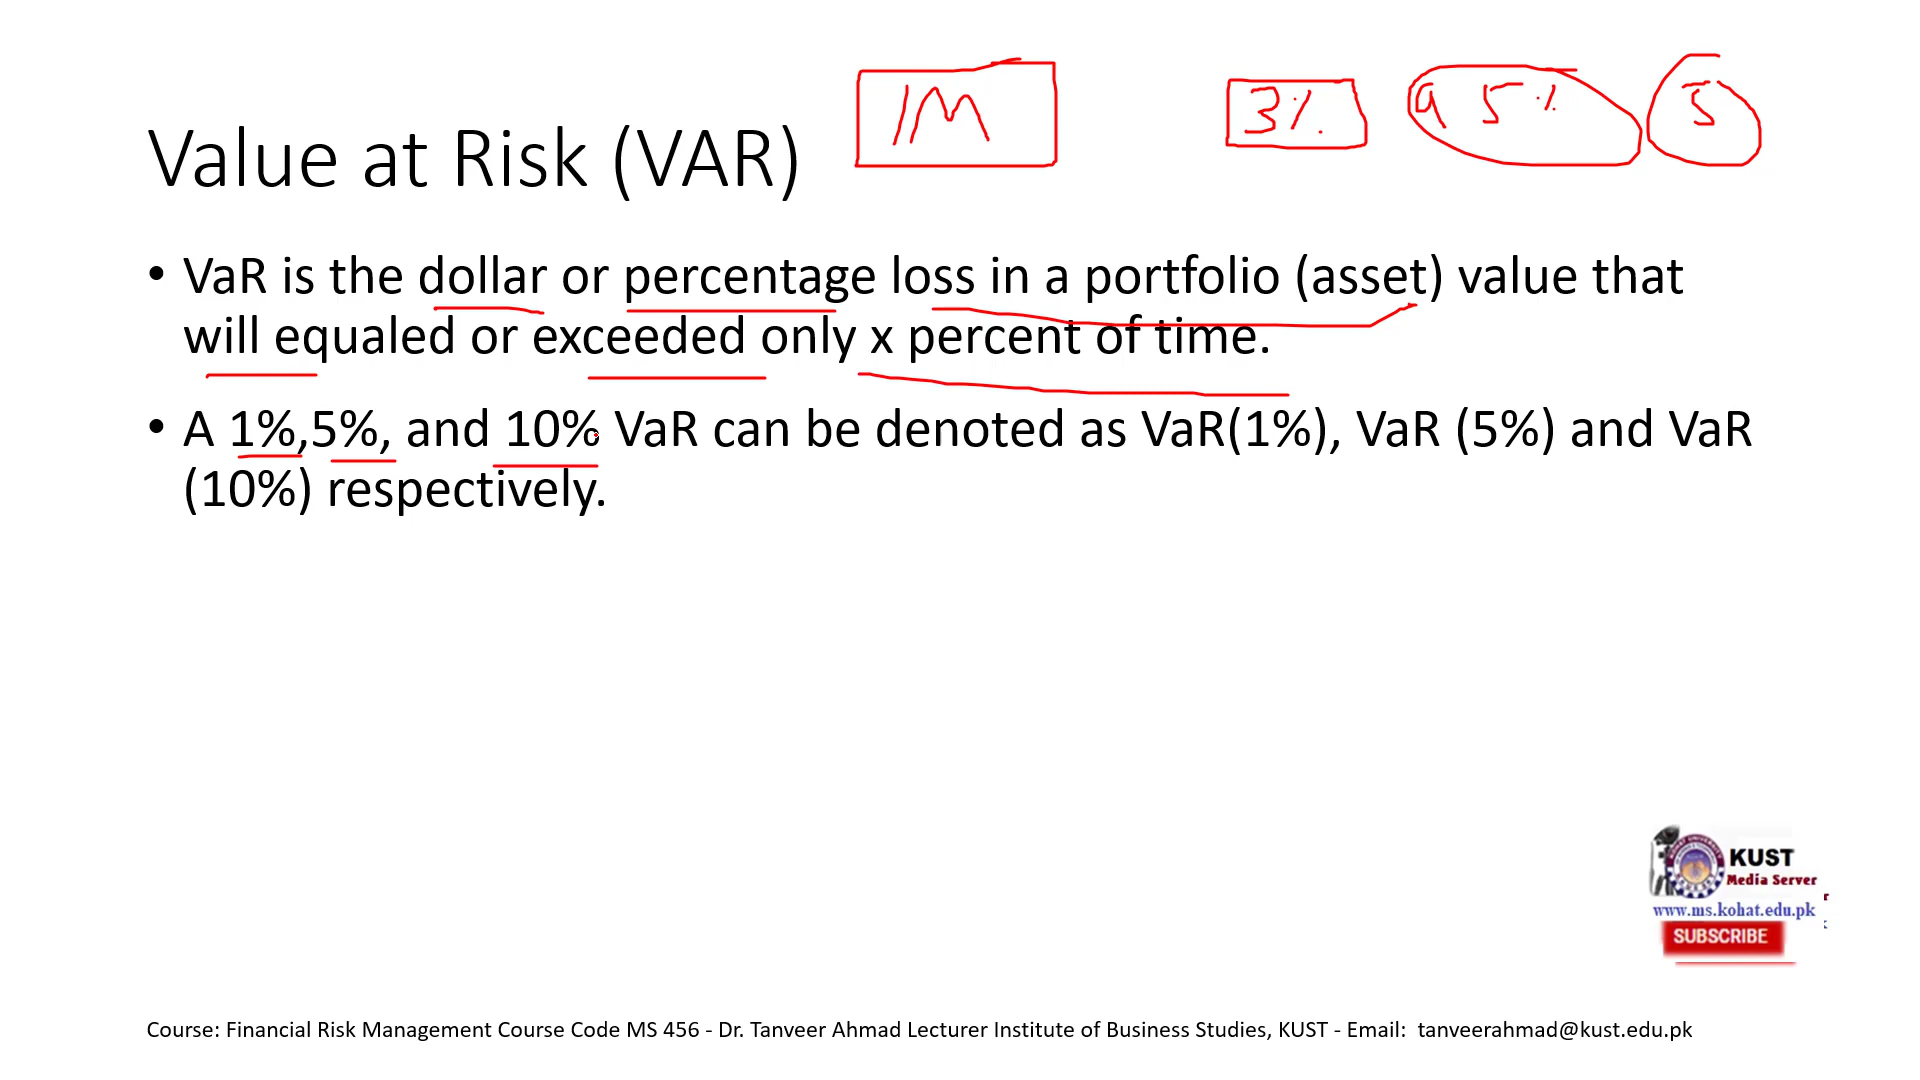 1M
3%
95%
5
Value at Risk (VAR)
• VaR is the dollar or percentage loss in a portfolio (asset) value that
will equaled or exceeded only x percent of time.
• A 1%,5%, and 10% VaR can be denoted as VaR(1%), VaR (5%) and VaR
(10%) respectively.
KUST
Media Server
www.ms.kohat.edu.pk
SUBSCRIBE
Course: Financial Risk Management Course Code MS 456 - Dr. Tanveer Ahmad Lecturer Institute of Business Studies, KUST - Email: tanveerahmad@kust.edu.pk